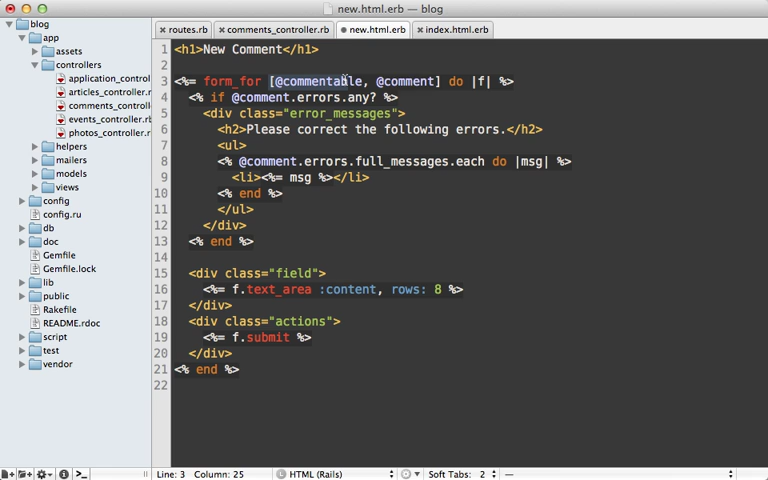 new.html.erb — blog
routes.rb
comments_controller.rb
new.html.erb
index.html.erb
blog
app
assets
controllers
application_control
articles_controller.r
comments_controlle
events_controller.rb
photos_controller.r
helpers
mailers
models
views
config
config.ru
db
doc
Gemfile
Gemfile.lock
lib
public
Rakefile
README.rdoc
script
test
vendor
1 <h1>New Comment</h1>
2
3 <%= form_for [@commentable, @comment] do |f| %>
4 <% if @comment.errors.any? %>
5 <div class="error_messages">
6 <h2>Please correct the following errors.</h2>
7 <ul>
8 <% @comment.errors.full_messages.each do |msg| %>
9 <li><%= msg %></li>
10 <% end %>
11 </ul>
12 </div>
13 <% end %>
14
15 <div class="field">
16 <%= f.text_area :content, rows: 8 %>
17 </div>
18 <div class="actions">
19 <%= f.submit %>
20 </div>
21 <% end %>
22
Line: 3 Column: 25
HTML (Rails)
Soft Tabs: 2
—